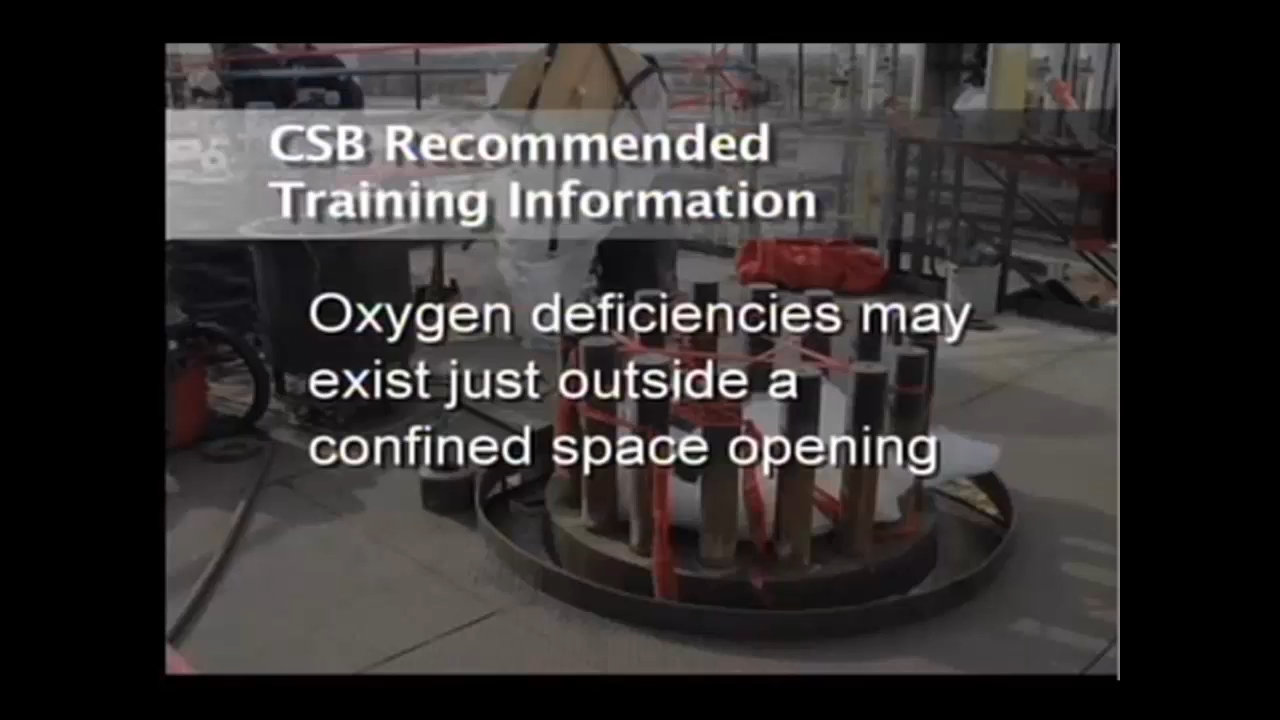 CSB Recommended
Training Information
Oxygen deficiencies may
exist just outside a
confined space opening